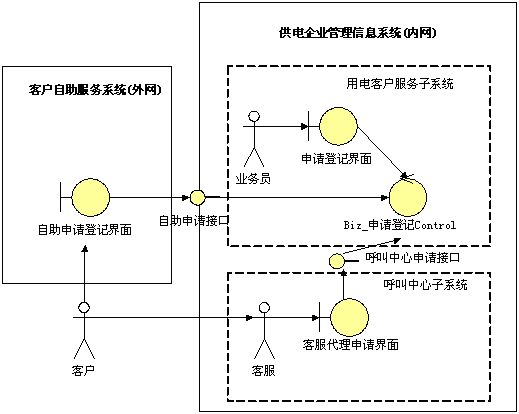 供电企业管理信息系统(内网)
用电客户服务子系统
客户自助服务系统(外网)
申请登记界面
业务员
自助申请接口
自助申请登记界面
Biz_申请登记Control
呼叫中心申请接口
呼叫中心子系统
客服代理申请界面
客户
客服